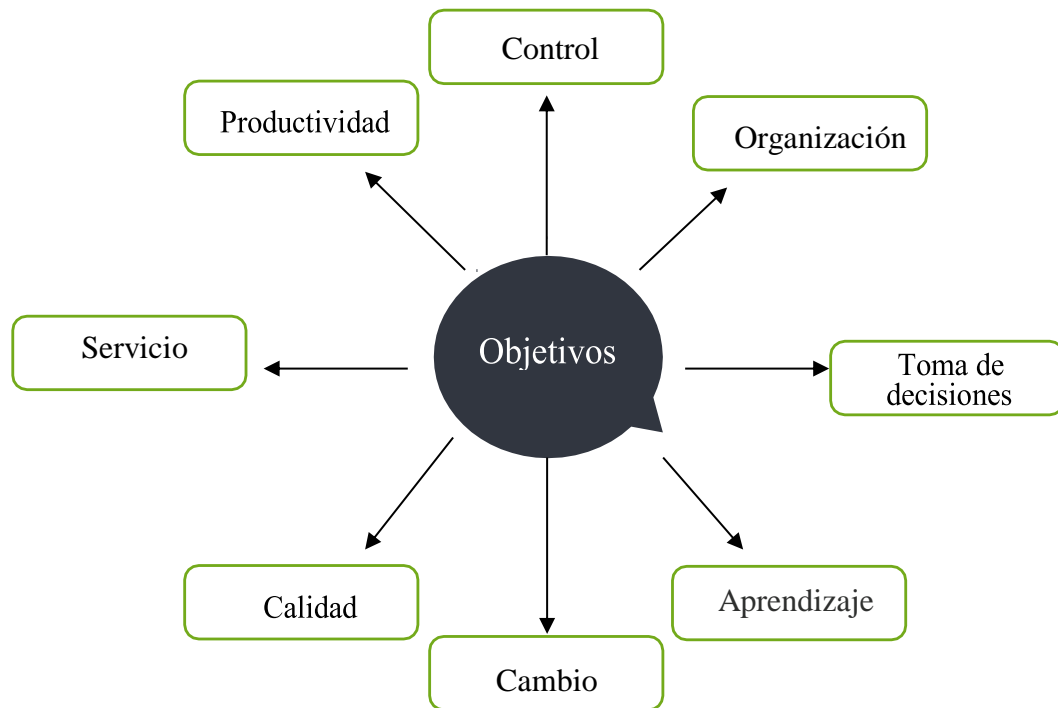 Control
Productividad
Organización
Servicio
Objetivos
Toma de
decisiones
Calidad
Aprendizaje
Cambio